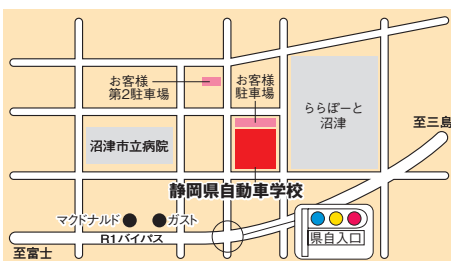 お客様
第2駐車場
お客様
駐車場
ららぽーと
沼津
至三島
沼津市立病院
静岡県自動車学校
マクドナルド
ガスト
R1バイパス
県自入口
至富士